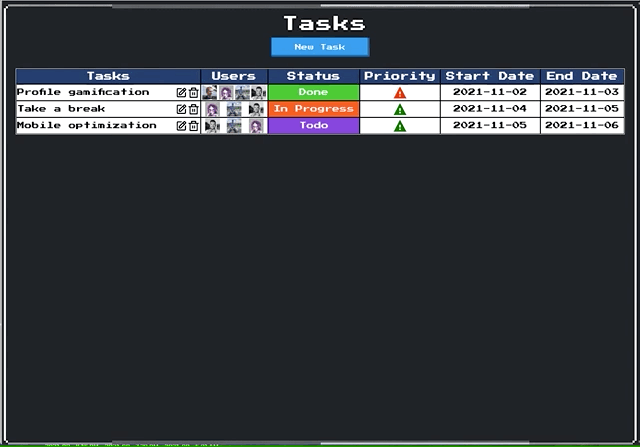 Tasks
New Task
Tasks Users Status Priority Start Date End Date
Profile gamification Done 2021-11-02 2021-11-03
Take a break In Progress 2021-11-04 2021-11-05
Mobile optimization Todo 2021-11-05 2021-11-06